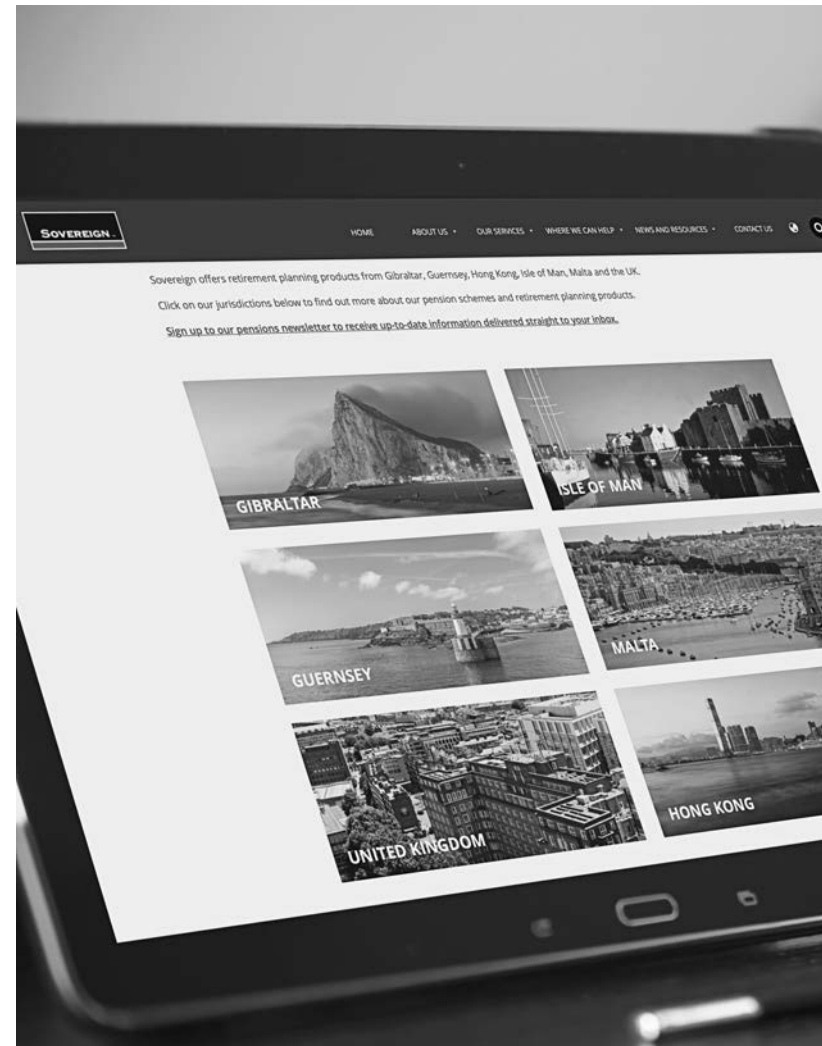 SOVEREIGN
HOME ABOUT US OUR SERVICES WHERE WE CAN HELP NEWS AND RESOURCES CONTACT US
Sovereign offers retirement planning products from Gibraltar, Guernsey, Hong Kong, Isle of Man, Malta and the UK.
Click on our jurisdictions below to find out more about our pension schemes and retirement planning products.
Sign up to our pensions newsletter to receive up-to-date information delivered straight to your inbox.
GIBRALTAR
ISLE OF MAN
GUERNSEY
MALTA
UNITED KINGDOM
HONG KONG